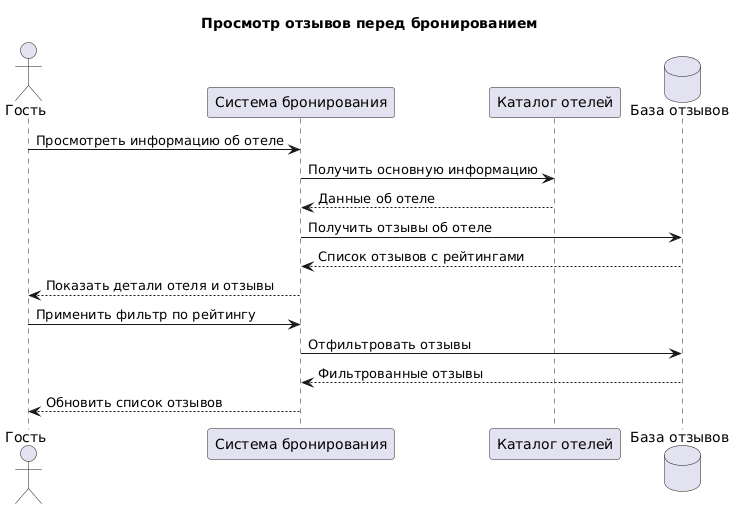 Просмотр отзывов перед бронированием
Гость
Система бронирования
Каталог отелей
База отзывов
Просмотреть информацию об отеле
Получить основную информацию
Данные об отеле
Получить отзывы об отеле
Список отзывов с рейтингами
Показать детали отеля и отзывы
Применить фильтр по рейтингу
Отфильтровать отзывы
Фильтрованные отзывы
Обновить список отзывов
Гость
Система бронирования
Каталог отелей
База отзывов